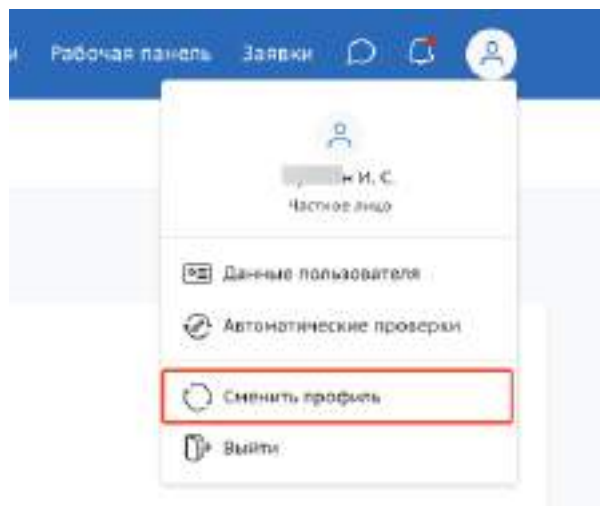 Рабочая панель Заявки
И. С.
Частное лицо
Данные пользователя
Автоматические проверки
Сменить профиль
Выйти